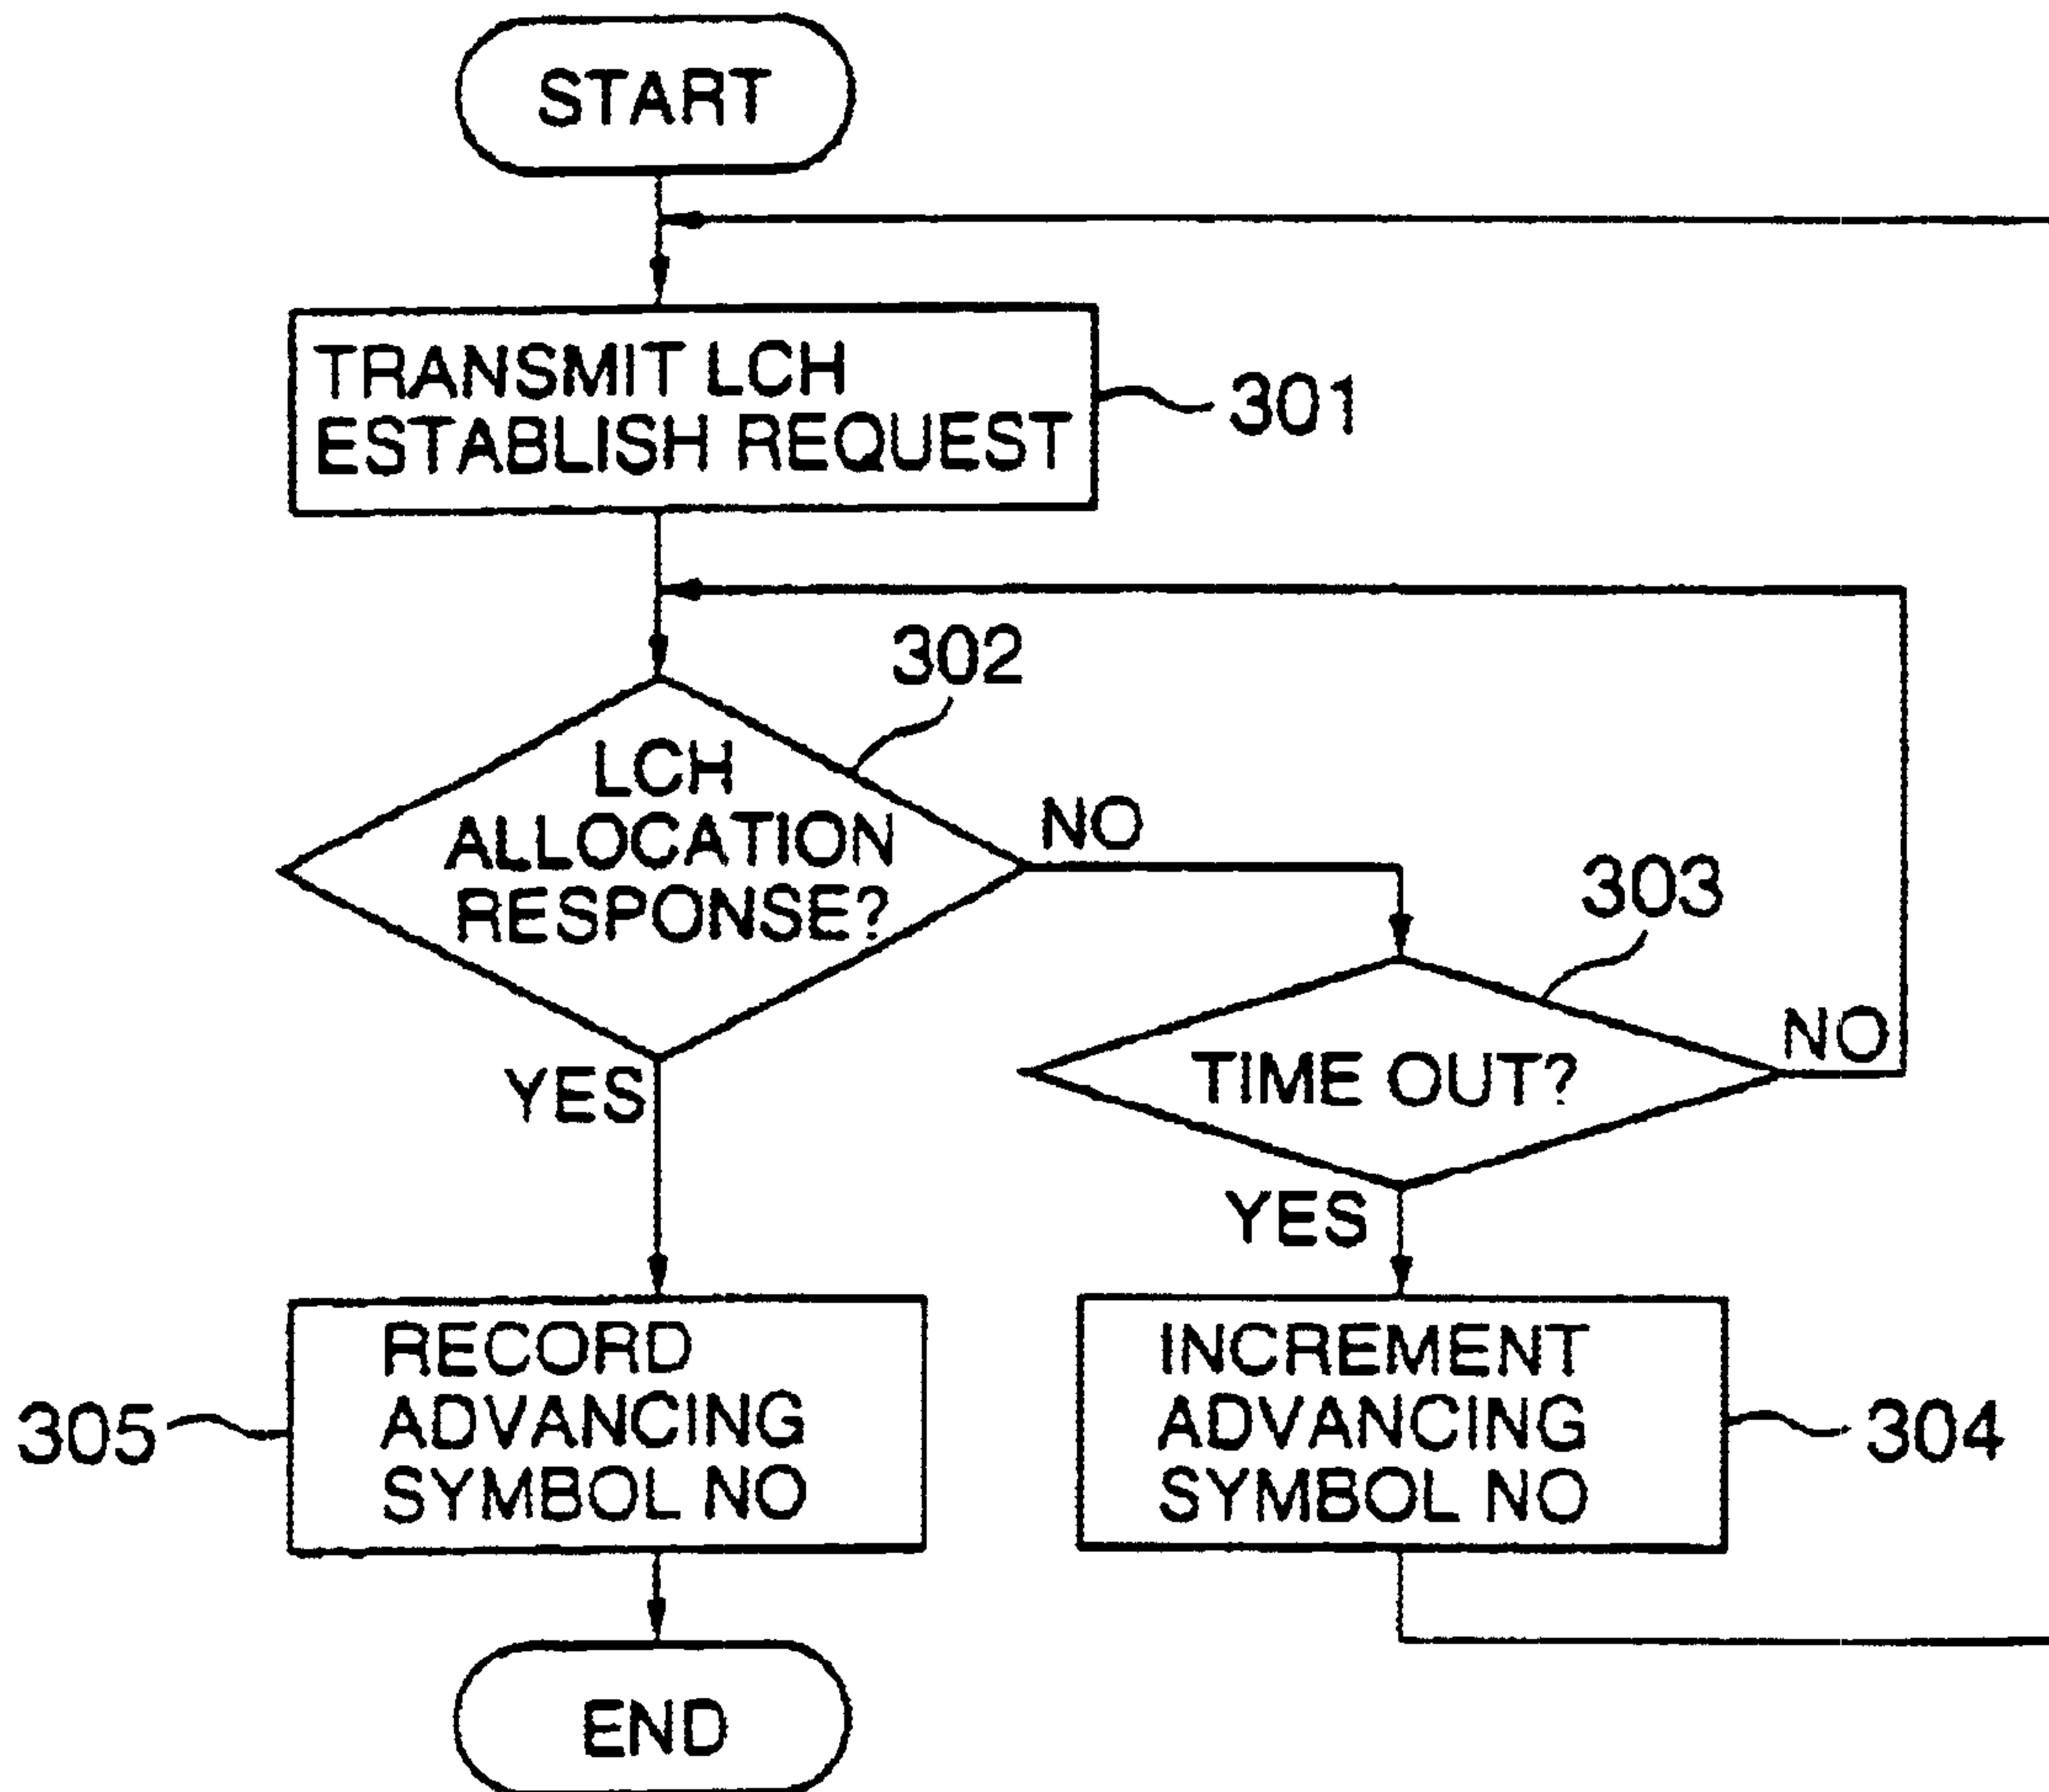 START
TRANSMIT LCH
ESTABLISH REQUEST
301
302
LCH
ALLOCATION
RESPONSE?
NO
303
TIME OUT?
NO
YES
YES
RECORD
ADVANCING
SYMBOL NO
305
INCREMENT
ADVANCING
SYMBOL NO
304
END